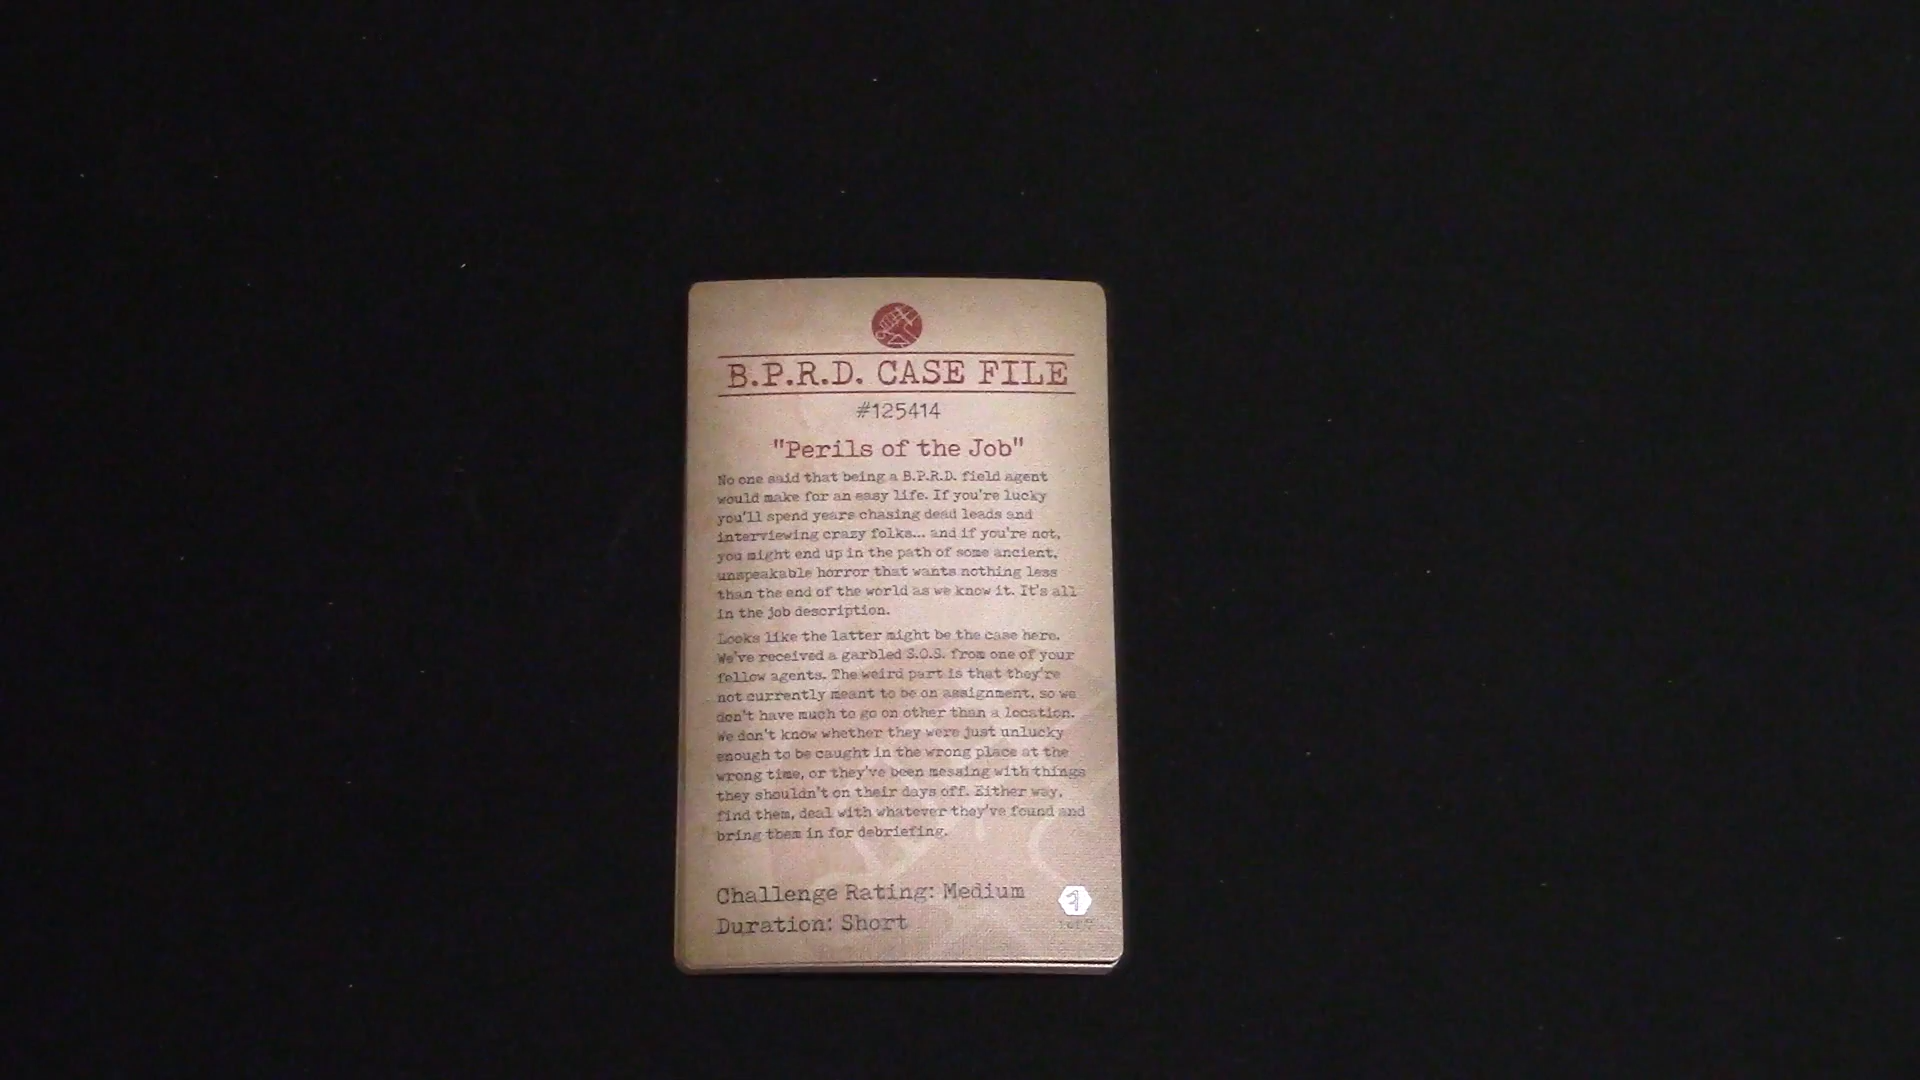 B.P.R.D. CASE FILE
#125414
"Perils of the Job"
No one said that being a B.P.R.D. field agent
would make for an easy life. If you're lucky
you'll spend years chasing dead leads and
interviewing crazy folks... and if you're not,
you might end up in the path of some ancient,
unspeakable horror that wants nothing less
than the end of the world as we know it. It's all
in the job description.
Looks like the latter might be the case here.
We've received a garbled S.O.S. from one of your
fellow agents. The weird part is that they're
not currently meant to be on assignment, so we
don't have much to go on other than a location.
We don't know whether they were just unlucky
enough to be caught in the wrong place at the
wrong time, or they've been messing with things
they shouldn't on their days off. Either way,
find them, deal with whatever they've found and
bring them in for debriefing.
Challenge Rating: Medium
Duration: Short